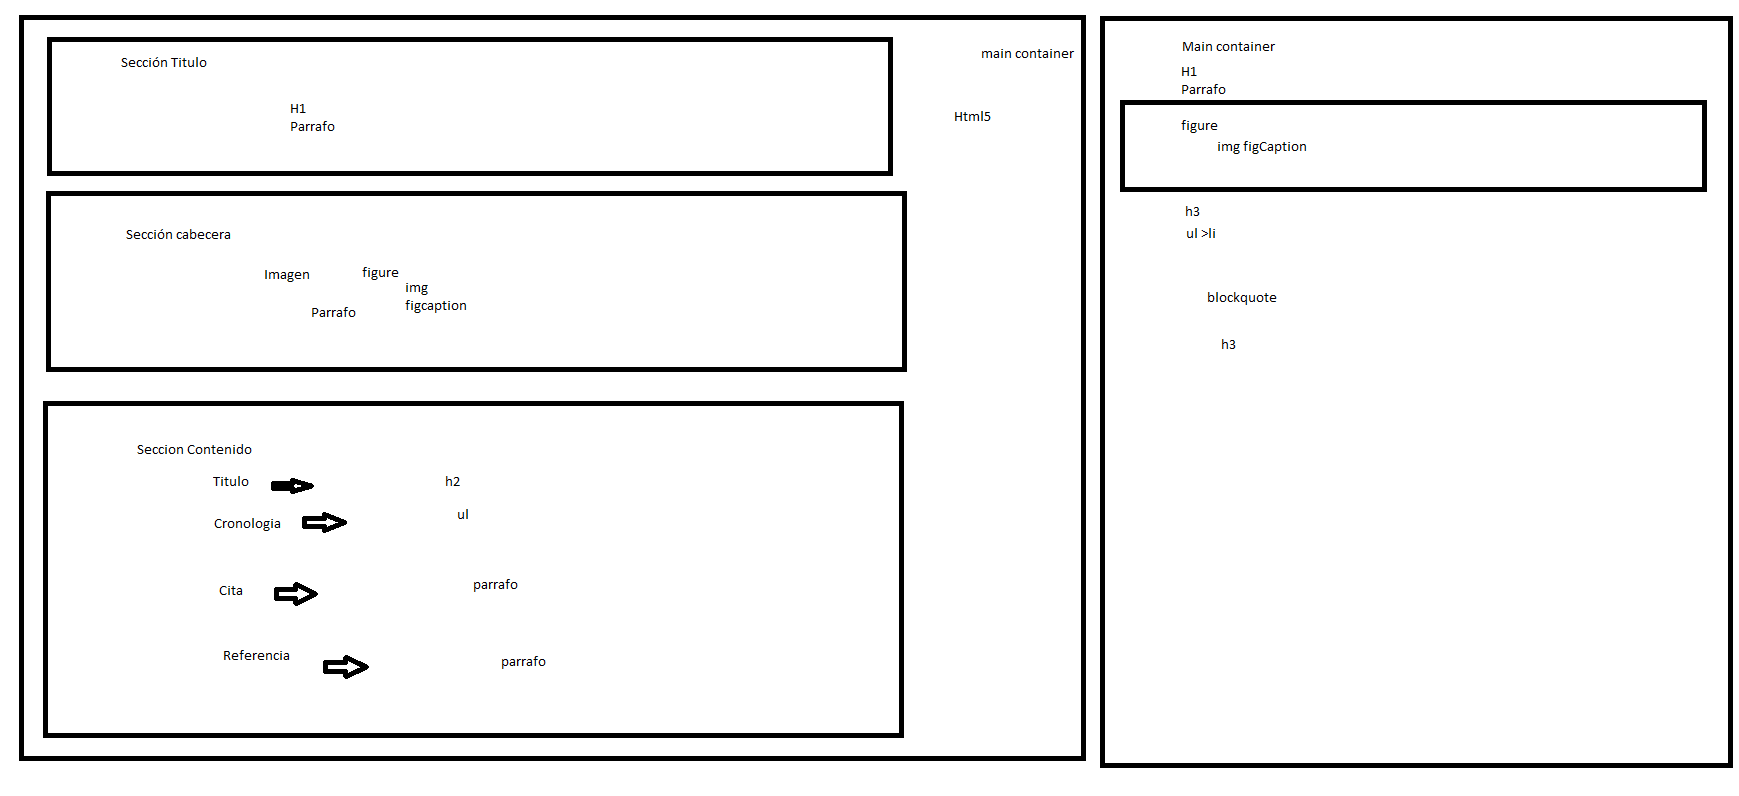 main container
Sección Titulo
H1
Parrafo
Html5
Sección cabecera
Imagen
figure
img
figcaption
Parrafo
Seccion Contenido
Titulo
h2
Cronologia
ul
Cita
parrafo
Referencia
parrafo
Main container
H1
Parrafo
figure
img figCaption
h3
ul >li
blockquote
h3